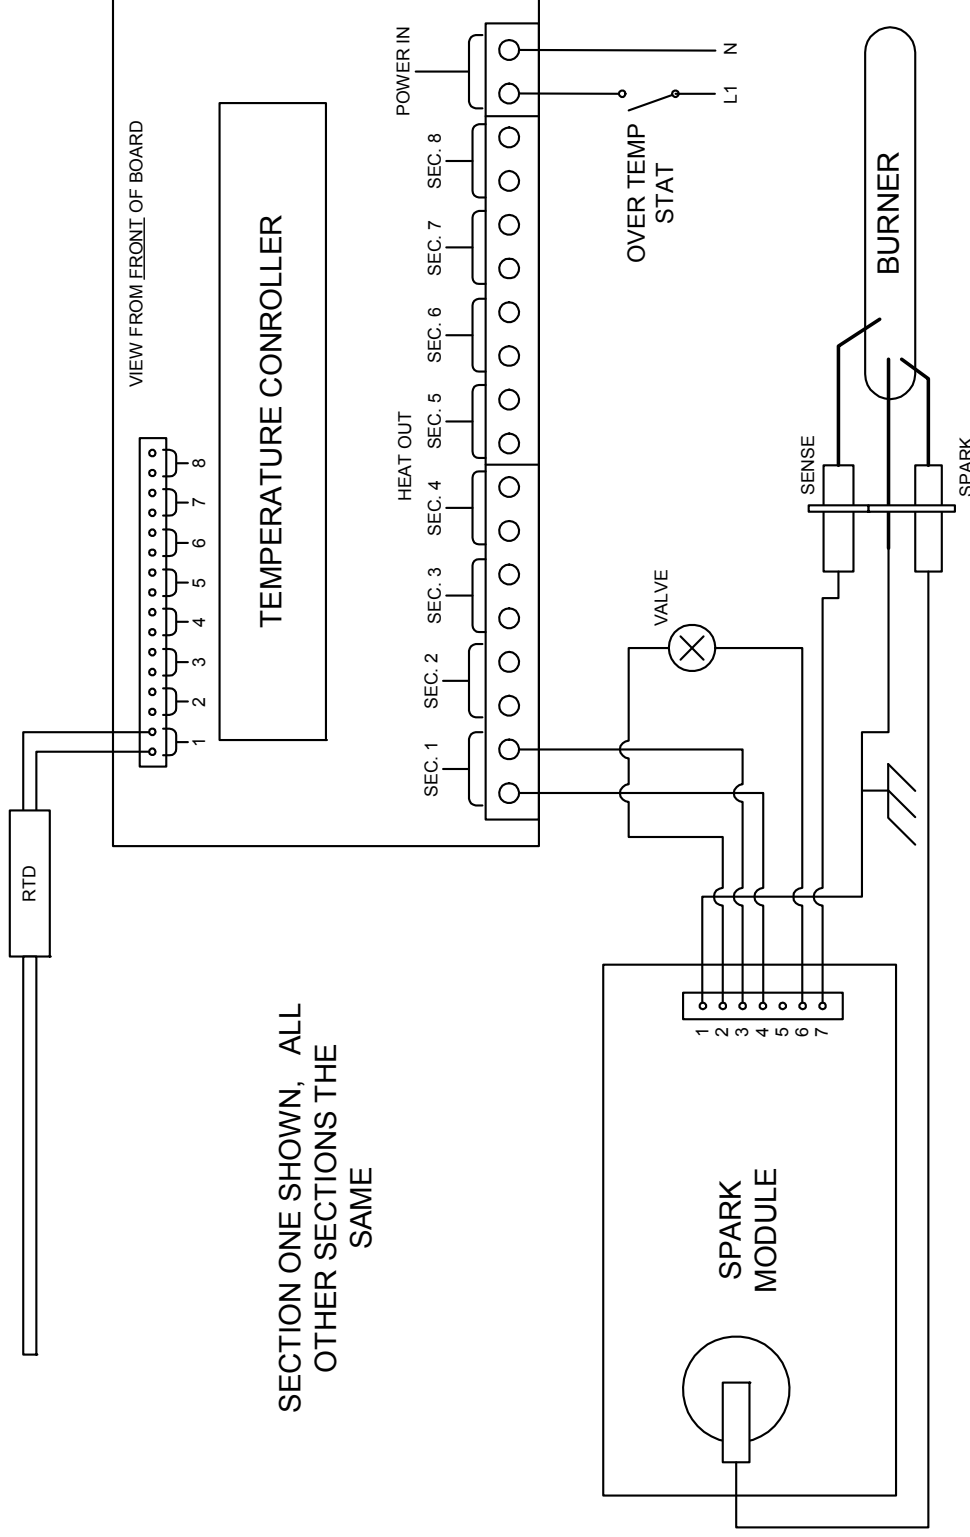 RTD
VIEW FROM FRONT OF BOARD
1
2
3
4
5
6
7
8
TEMPERATURE CONROLLER
POWER IN
HEAT OUT
SEC. 1
SEC. 2
SEC. 3
SEC. 4
SEC. 5
SEC. 6
SEC. 7
SEC. 8
N
L1
OVER TEMP
STAT
SECTION ONE SHOWN, ALL
OTHER SECTIONS THE
SAME
VALVE
SENSE
BURNER
SPARK
1
2
3
4
5
6
7
SPARK
MODULE